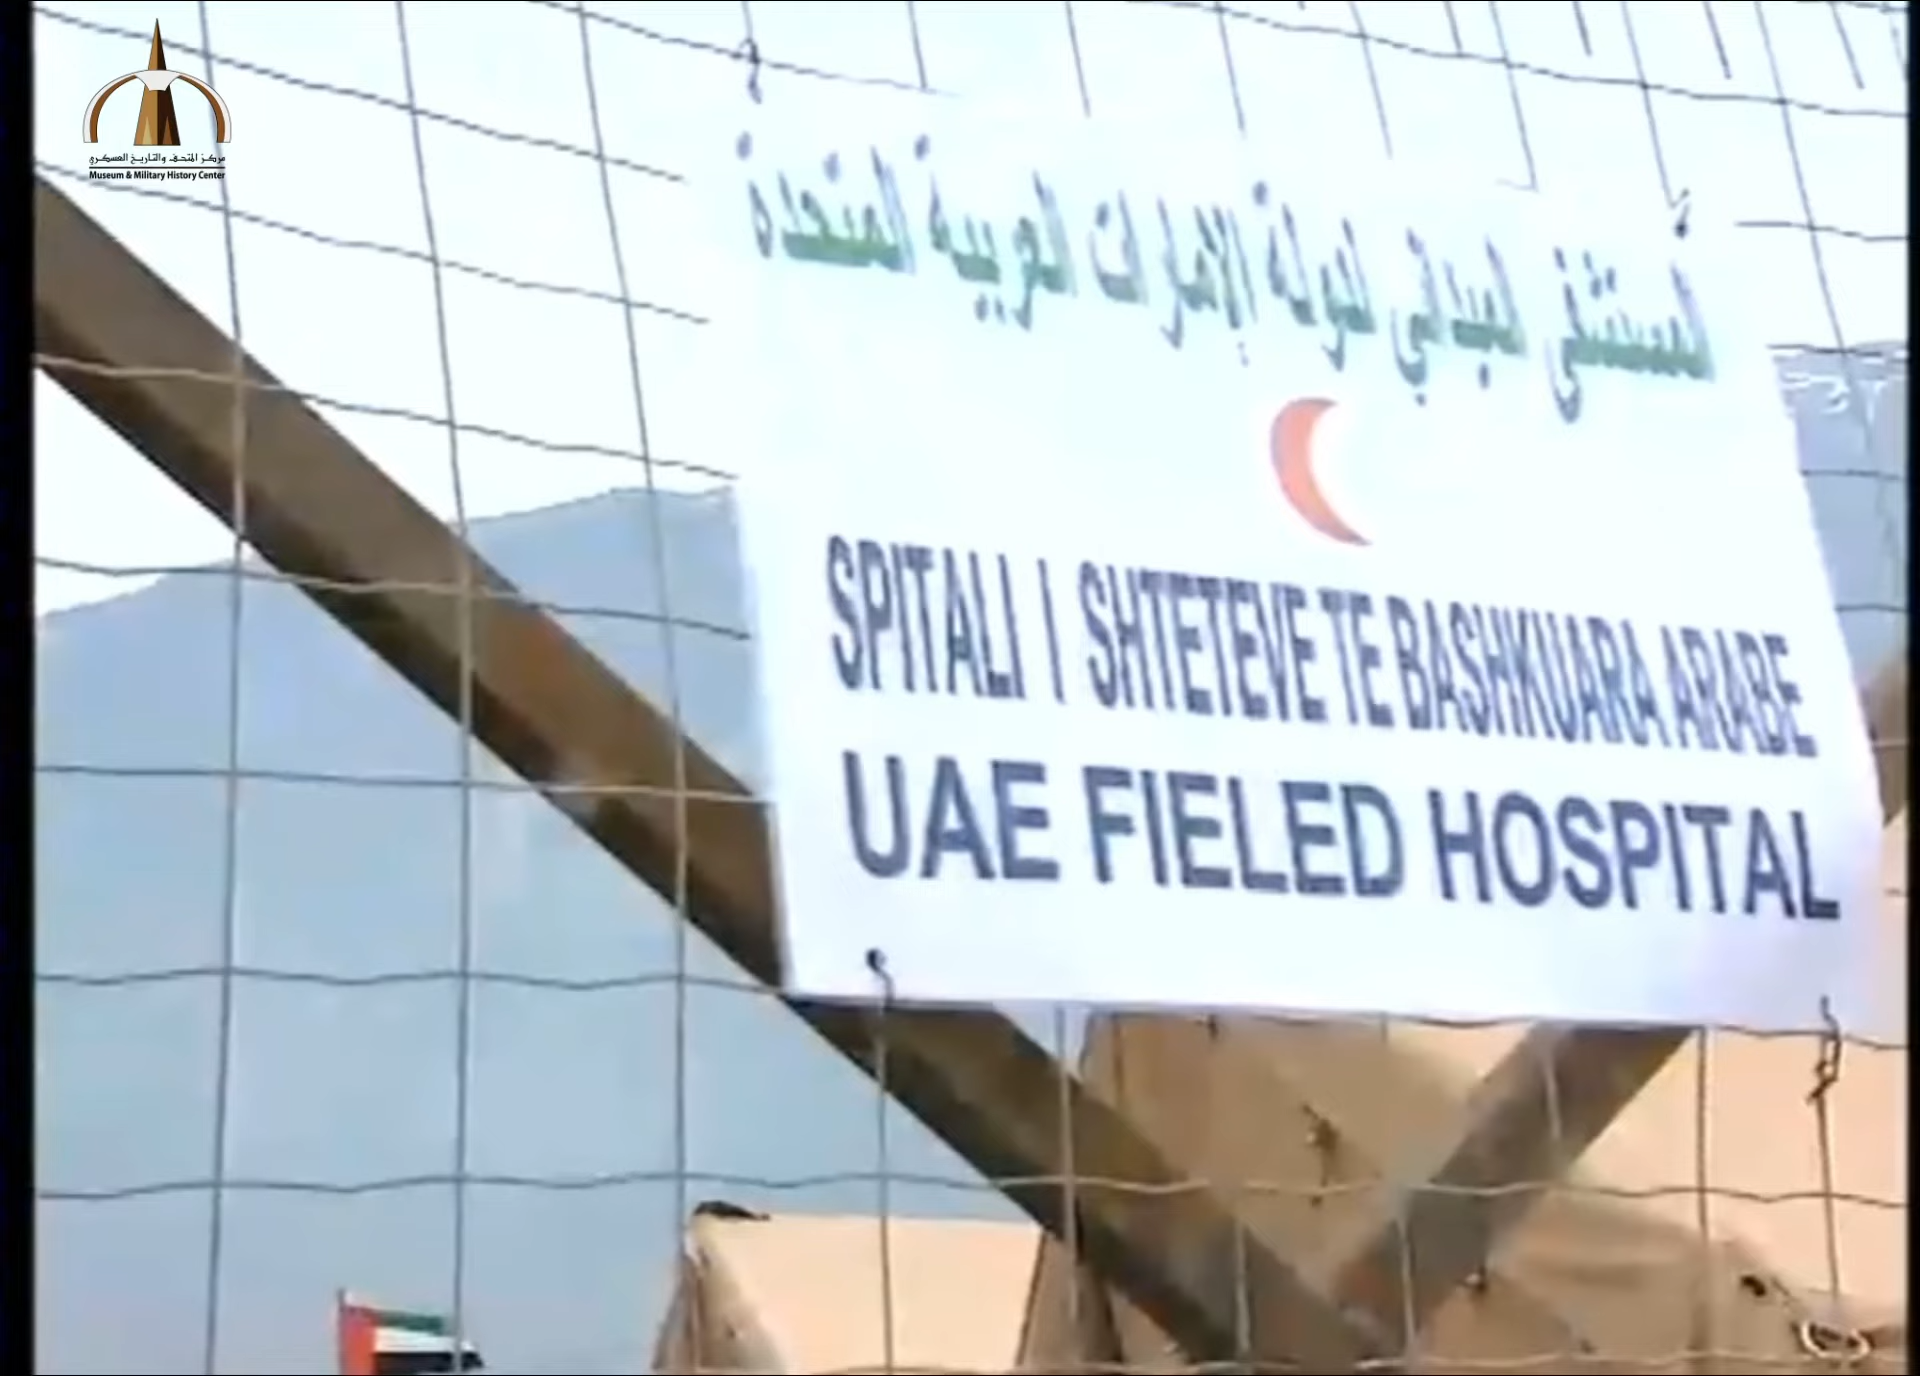 مركز المتحف والتاريخ العسكري
Museum & Military History Center
المستشفى الميداني لدولة الإمارات العربية المتحدة
SPITALI I SHTETEVE TE BASHKUARA ARABE
UAE FIELED HOSPITAL